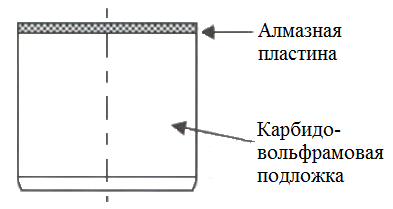 Алмазная
пластина
Карбидо-
вольфрамовая
подложка